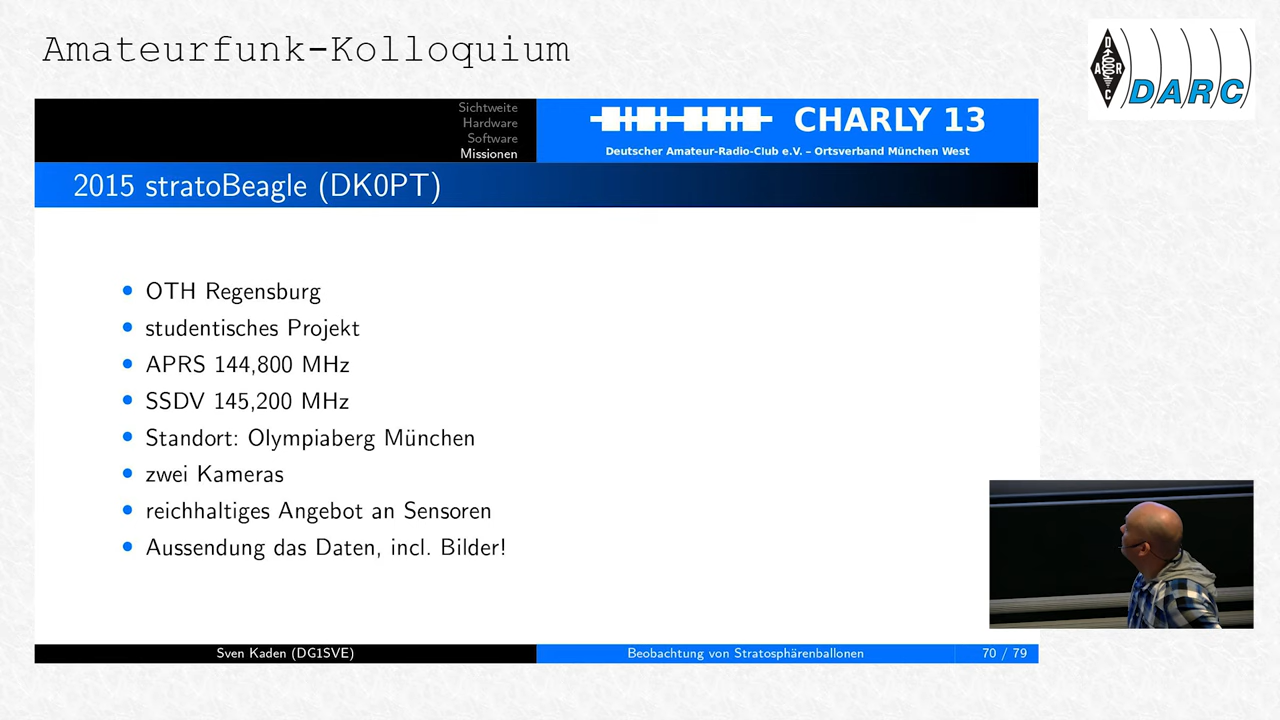 Amateurfunk-Kolloquium
DARC
DARC
Sichtweite
Hardware
Software
Missionen
CHARLY 13
Deutscher Amateur-Radio-Club e.V. – Ortsverband München West
2015 stratoBeagle (DK0PT)
• OTH Regensburg
• studentisches Projekt
• APRS 144,800 MHz
• SSDV 145,200 MHz
• Standort: Olympiaberg München
• zwei Kameras
• reichhaltiges Angebot an Sensoren
• Aussendung das Daten, incl. Bilder!
Sven Kaden (DG1SVE)
Beobachtung von Stratosphärenballonen
70 / 79